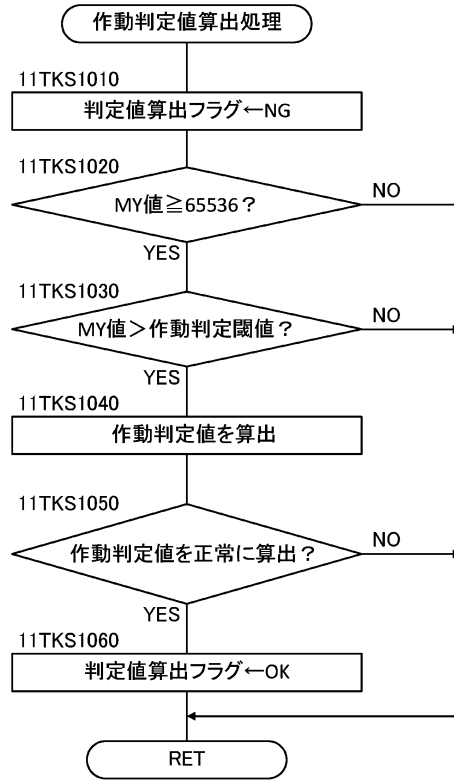 作動判定値算出処理
11TKS1010
判定値算出フラグ←NG
11TKS1020
MY値≧65536？
NO
YES
11TKS1030
MY値＞作動判定閾値？
NO
YES
11TKS1040
作動判定値を算出
11TKS1050
作動判定値を正常に算出？
NO
YES
11TKS1060
判定値算出フラグ←OK
RET